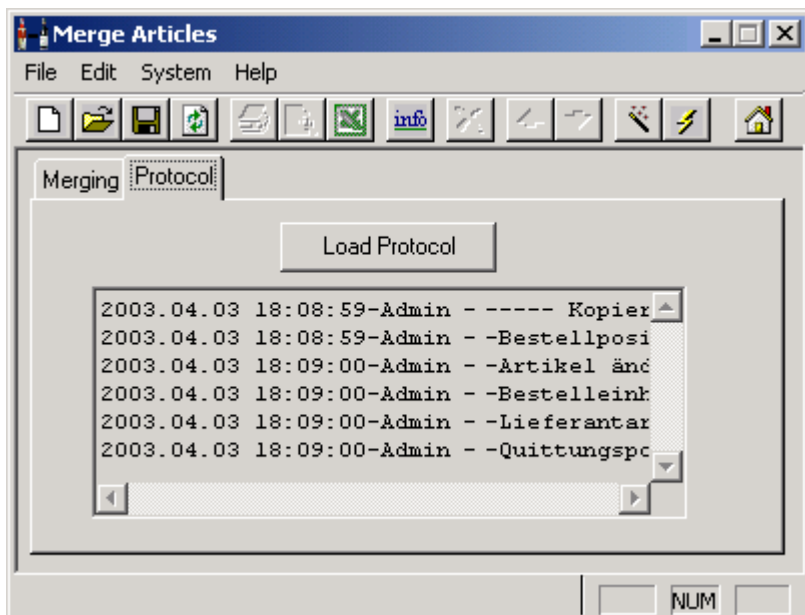 Merge Articles
File Edit System Help
info
Merging Protocol
Load Protocol
2003.04.03 18:08:59-Admin - ----- Kopier
2003.04.03 18:08:59-Admin - -Bestellposi
2003.04.03 18:09:00-Admin - -Artikel änd
2003.04.03 18:09:00-Admin - -Bestelleinh
2003.04.03 18:09:00-Admin - -Lieferantar
2003.04.03 18:09:00-Admin - -Quittungspo
NUM